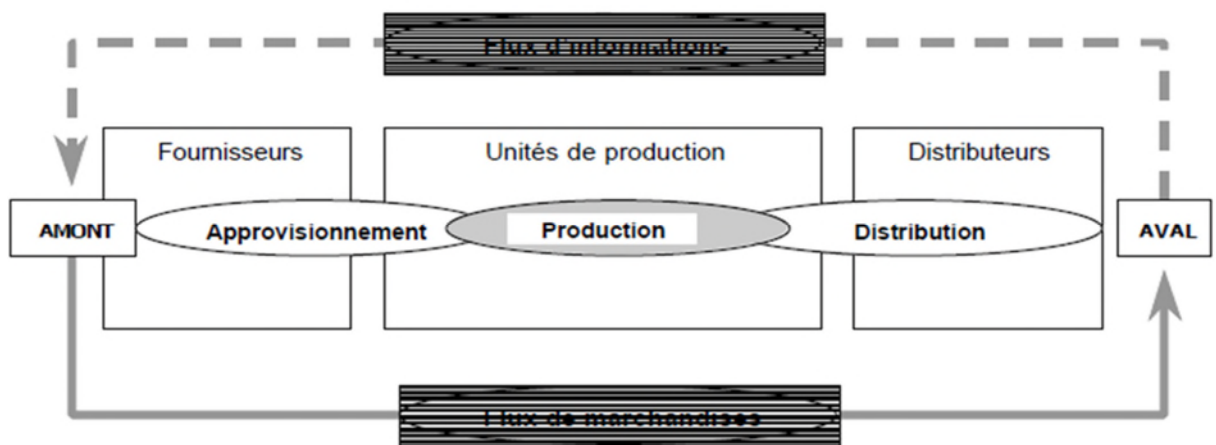 Flux d'informations
Fournisseurs
Unités de production
Distributeurs
AMONT
Approvisionnement
Production
Distribution
AVAL
Flux de marchandises